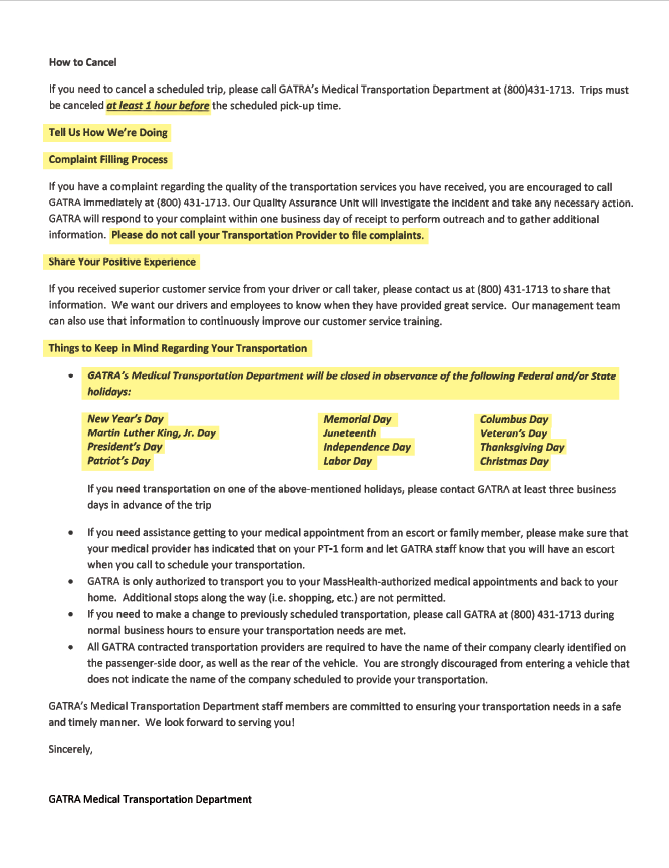 How to Cancel
If you need to cancel a scheduled trip, please call GATRA's Medical Transportation Department at (800)431-1713. Trips must
be canceled at least 1 hour before the scheduled pick-up time.
Tell Us How We're Doing
Complaint Filling Process
If you have a complaint regarding the quality of the transportation services you have received, you are encouraged to call
GATRA immediately at (800) 431-1713. Our Quality Assurance Unit will investigate the incident and take any necessary action.
GATRA will respond to your complaint within one business day of receipt to perform outreach and to gather additional
information. Please do not call your Transportation Provider to file complaints.
Share Your Positive Experience
If you received superior customer service from your driver or call taker, please contact us at (800) 431-1713 to share that
information. We want our drivers and employees to know when they have provided great service. Our management team
can also use that information to continuously improve our customer service training.
Things to Keep in Mind Regarding Your Transportation
• GATRA's Medical Transportation Department will be closed in observance of the following Federal and/or State
holidays:
New Year's Day Memorial Day Columbus Day
Martin Luther King, Jr. Day Juneteenth Veteran's Day
President's Day Independence Day Thanksgiving Day
Patriot's Day Labor Day Christmas Day
If you need transportation on one of the above-mentioned holidays, please contact GATRA at least three business
days in advance of the trip
• If you need assistance getting to your medical appointment from an escort or family member, please make sure that
your medical provider has indicated that on your PT-1 form and let GATRA staff know that you will have an escort
when you call to schedule your transportation.
• GATRA is only authorized to transport you to your MassHealth-authorized medical appointments and back to your
home. Additional stops along the way (i.e. shopping, etc.) are not permitted.
• If you need to make a change to previously scheduled transportation, please call GATRA at (800) 431-1713 during
normal business hours to ensure your transportation needs are met.
• All GATRA contracted transportation providers are required to have the name of their company clearly identified on
the passenger-side door, as well as the rear of the vehicle. You are strongly discouraged from entering a vehicle that
does not indicate the name of the company scheduled to provide your transportation.
GATRA's Medical Transportation Department staff members are committed to ensuring your transportation needs in a safe
and timely manner. We look forward to serving you!
Sincerely,
GATRA Medical Transportation Department